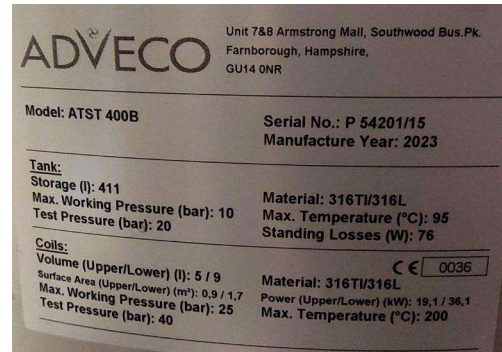 ADVECO
Unit 7&8 Armstrong Mall, Southwood Bus.Pk.
Farnborough, Hampshire,
GU14 0NR
Model: ATST 400B
Serial No.: P 54201/15
Manufacture Year: 2023
Tank:
Storage (l): 411
Max. Working Pressure (bar): 10
Test Pressure (bar): 20
Material: 316TI/316L
Max. Temperature (°C): 95
Standing Losses (W): 76
Coils:
Volume (Upper/Lower) (l): 5 / 9
Surface Area (Upper/Lower) (m²): 0,9 / 1,7
Max. Working Pressure (bar): 25
Test Pressure (bar): 40
CE 0036
Material: 316TI/316L
Power (Upper/Lower) (kW): 19,1 / 36,1
Max. Temperature (°C): 200